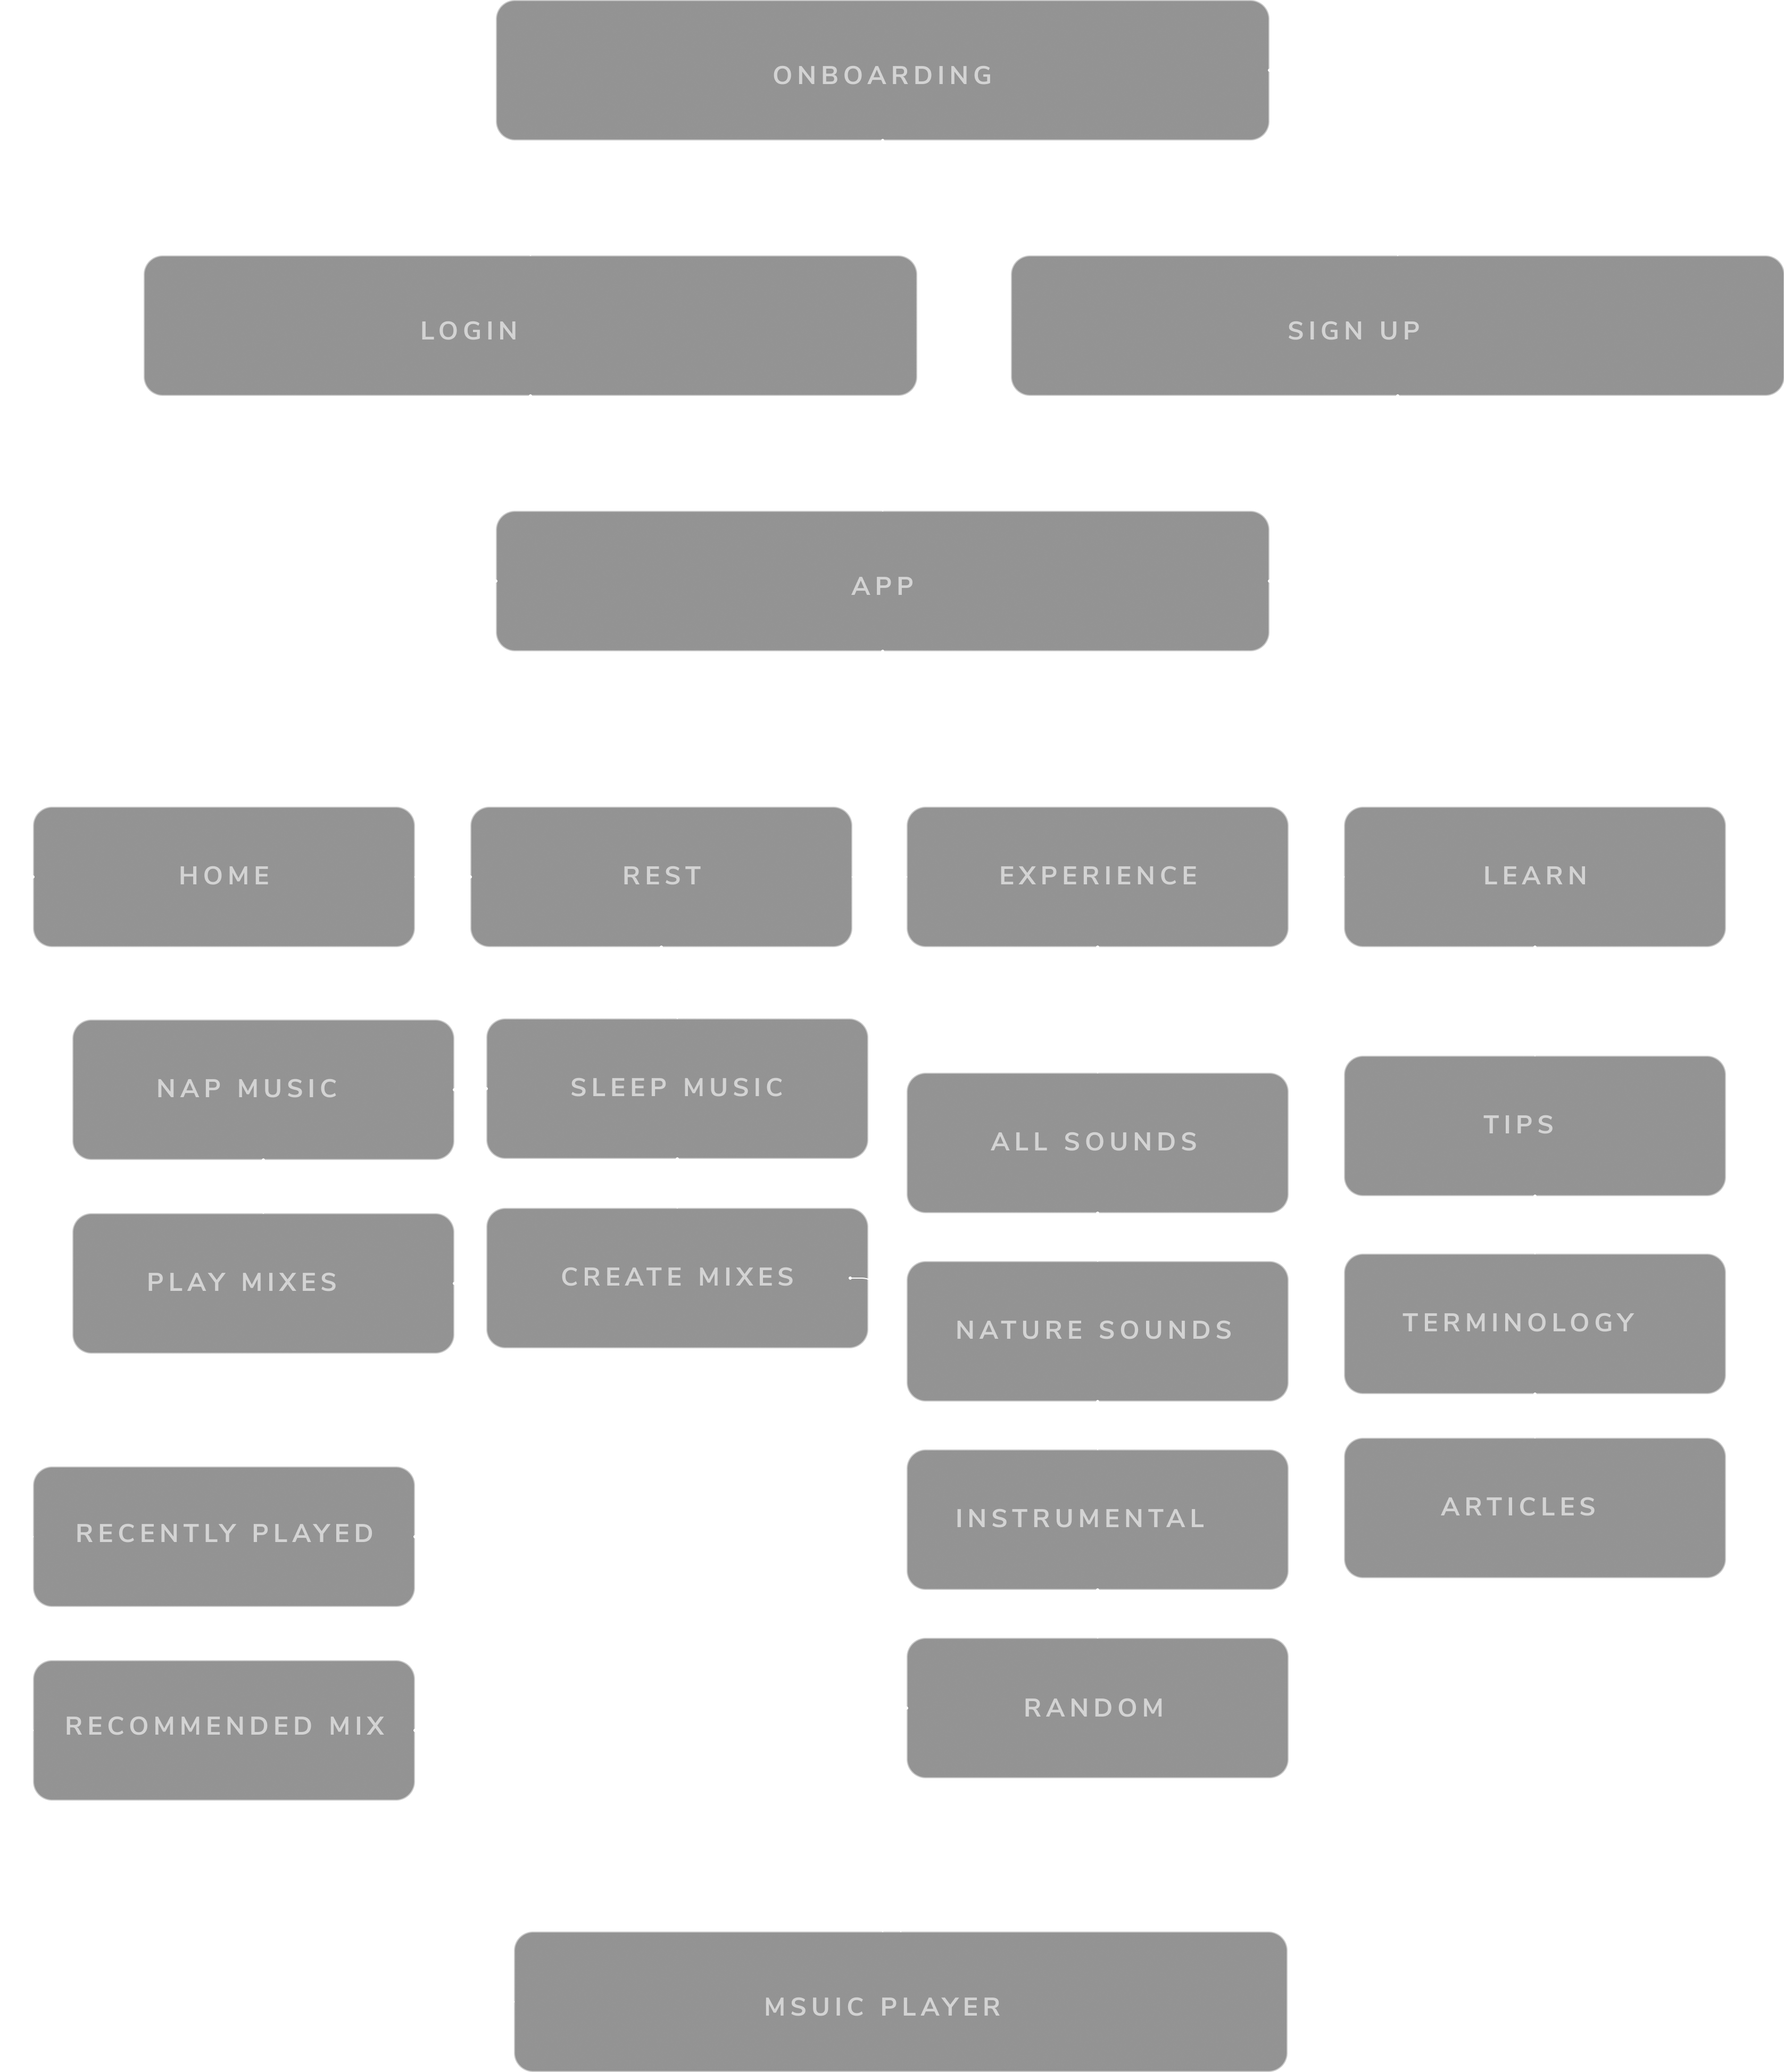 ONBOARDING
LOGIN
SIGN UP
APP
HOME
REST
EXPERIENCE
LEARN
NAP MUSIC
SLEEP MUSIC
ALL SOUNDS
TIPS
PLAY MIXES
CREATE MIXES
NATURE SOUNDS
TERMINOLOGY
RECENTLY PLAYED
INSTRUMENTAL
ARTICLES
RECOMMENDED MIX
RANDOM
MSUIC PLAYER